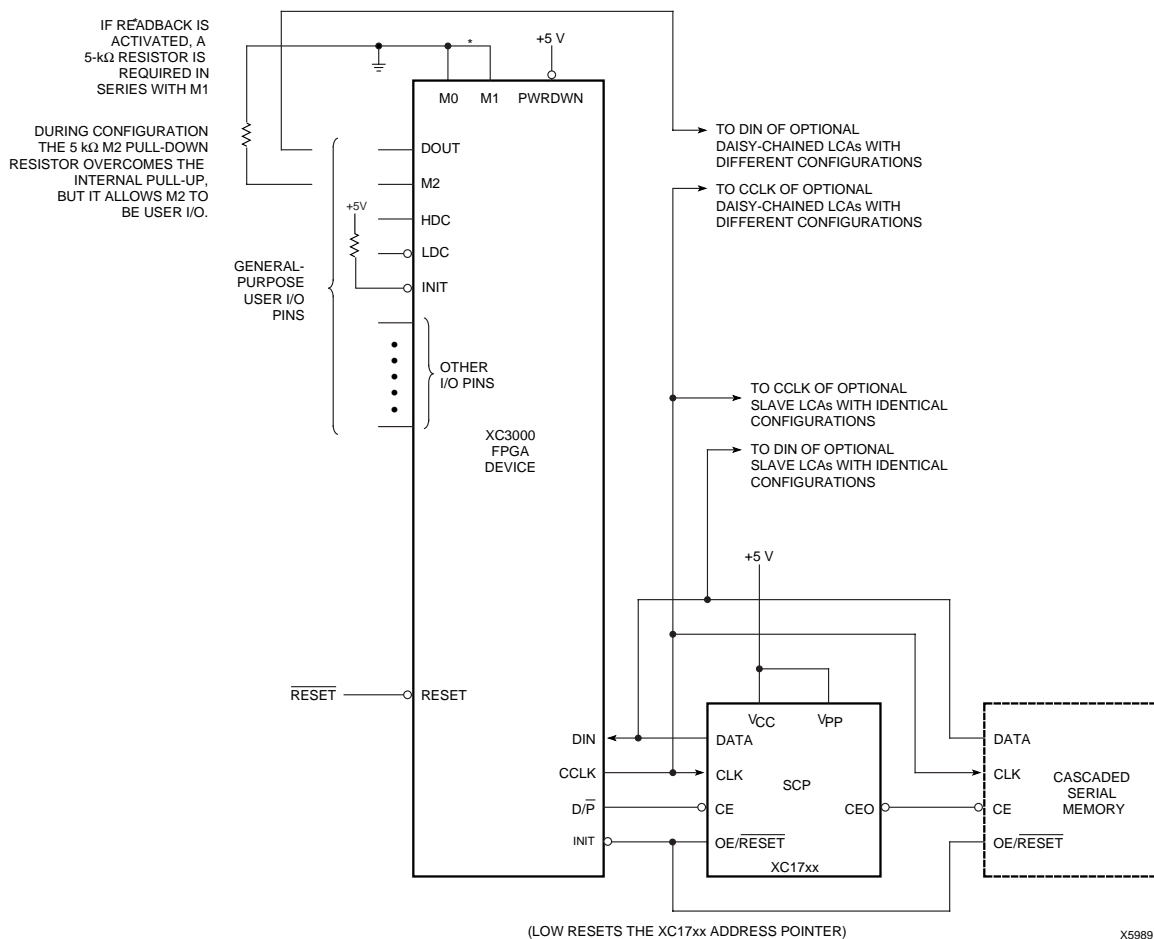 IF READBACK IS
ACTIVATED, A
5-kΩ RESISTOR IS
REQUIRED IN
SERIES WITH M1
*
+5 V
M0 M1 PWRDWN
DURING CONFIGURATION
THE 5 kΩ M2 PULL-DOWN
RESISTOR OVERCOMES THE
INTERNAL PULL-UP,
BUT IT ALLOWS M2 TO
BE USER I/O.
*
DOUT
M2
+5V
HDC
LDC
INIT
GENERAL-
PURPOSE
USER I/O
PINS
OTHER
I/O PINS
XC3000
FPGA
DEVICE
TO DIN OF OPTIONAL
DAISY-CHAINED LCAs WITH
DIFFERENT CONFIGURATIONS
TO CCLK OF OPTIONAL
DAISY-CHAINED LCAs WITH
DIFFERENT CONFIGURATIONS
TO CCLK OF OPTIONAL
SLAVE LCAs WITH IDENTICAL
CONFIGURATIONS
TO DIN OF OPTIONAL
SLAVE LCAs WITH IDENTICAL
CONFIGURATIONS
+5 V
RESET
RESET
DIN
CCLK
D/P
INIT
VCC VPP
DATA
CLK
SCP
CE
CEO
OE/RESET
XC17xx
DATA
CLK
CASCADED
SERIAL
MEMORY
CE
OE/RESET
(LOW RESETS THE XC17xx ADDRESS POINTER)
X5989